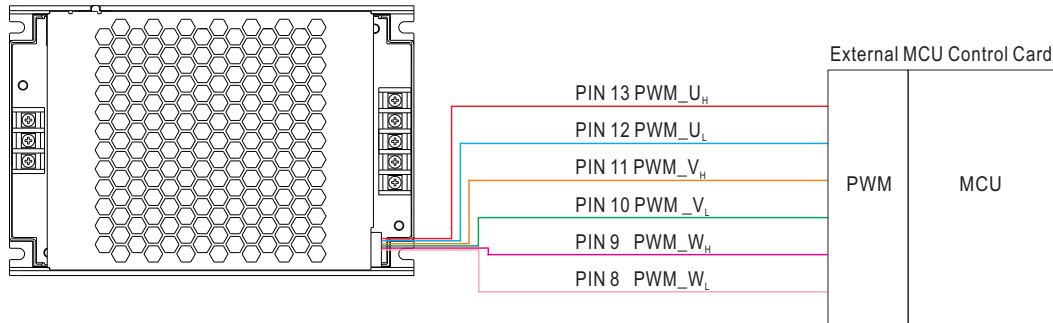 External MCU Control Card
PIN 13 PWM_UH
PIN 12 PWM_UL
PIN 11 PWM_VH
PIN 10 PWM _VL
PIN 9 PWM_WH
PIN 8 PWM_WL
PWM
MCU